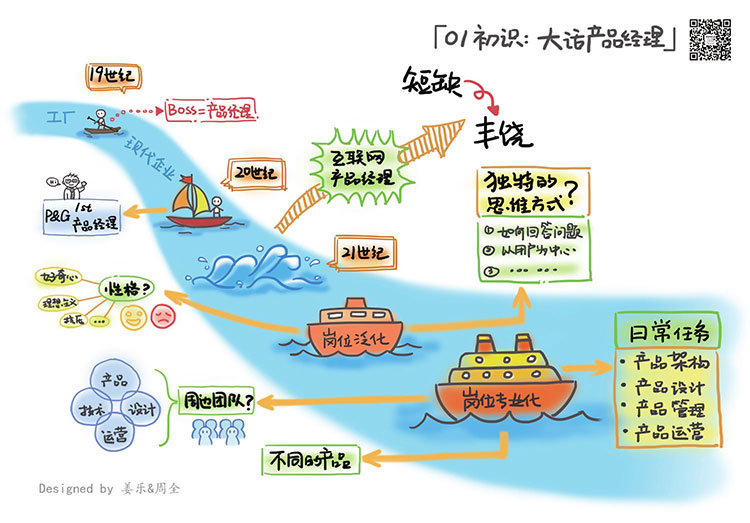 「01初识：大话产品经理」
19世纪
工厂
Boss=产品经理
现代企业
短缺
丰饶
互联网
产品经理
20世纪
Hi
P&G 1st
产品经理
21世纪
独特的
思维方式？
① 如何回答问题
② 从用户为中心
③ …… ……
好奇心
理想主义
性格？
…
岗位泛化
岗位专业化
日常任务
· 产品架构
· 产品设计
· 产品管理
· 产品运营
产品
技术
设计
运营
周边团队？
不同的产品
Designed by 姜乐&周全